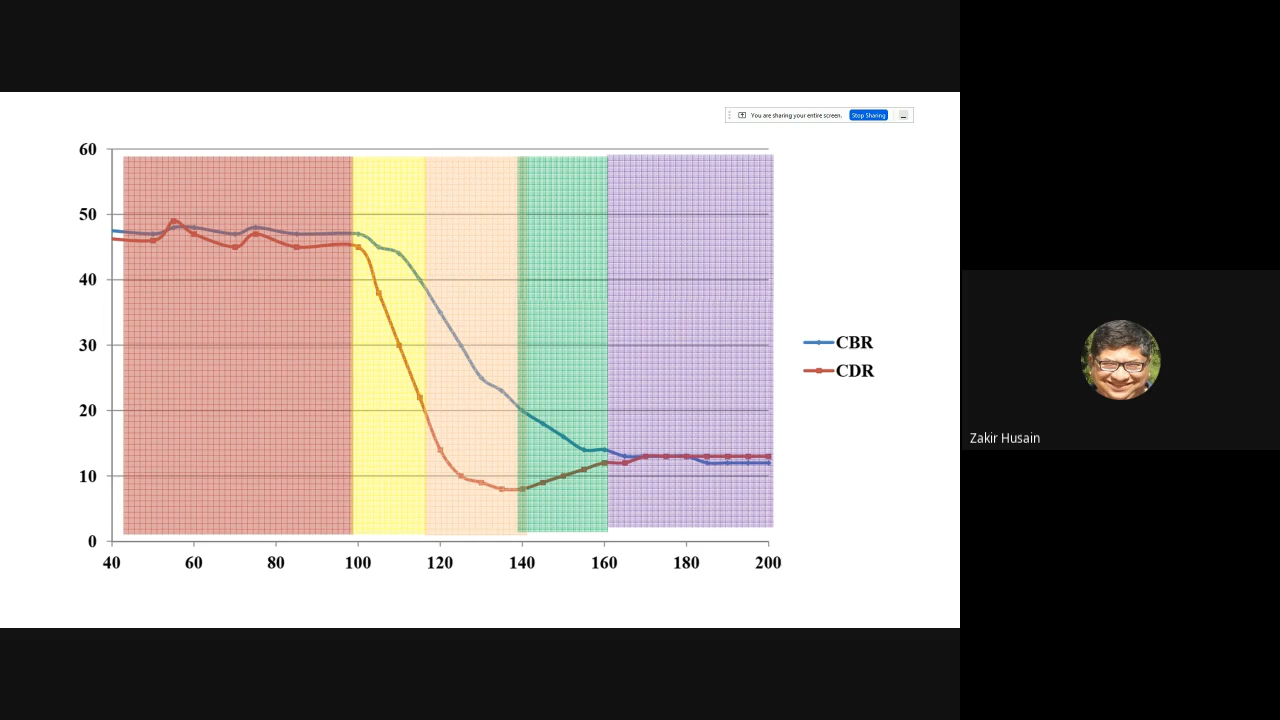 You are sharing your entire screen. Stop Sharing
60
50
40
30
20
10
0
40 60 80 100 120 140 160 180 200
CBR
CDR
Zakir Husain